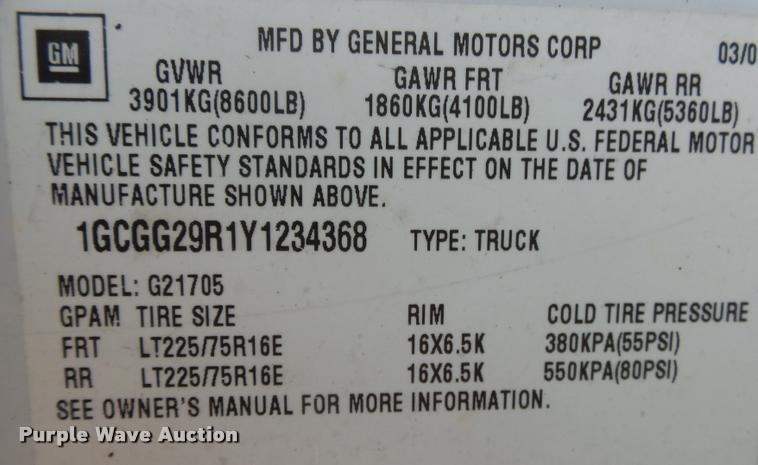 GM
MFD BY GENERAL MOTORS CORP 03/0
GVWR GAWR FRT GAWR RR
3901KG(8600LB) 1860KG(4100LB) 2431KG(5360LB)
THIS VEHICLE CONFORMS TO ALL APPLICABLE U.S. FEDERAL MOTOR
VEHICLE SAFETY STANDARDS IN EFFECT ON THE DATE OF
MANUFACTURE SHOWN ABOVE.
1GCGG29R1Y1234368 TYPE: TRUCK
MODEL: G21705
GPAM TIRE SIZE RIM COLD TIRE PRESSURE
FRT LT225/75R16E 16X6.5K 380KPA(55PSI)
RR LT225/75R16E 16X6.5K 550KPA(80PSI)
SEE OWNER'S MANUAL FOR MORE INFORMATION.
Purple Wave Auction